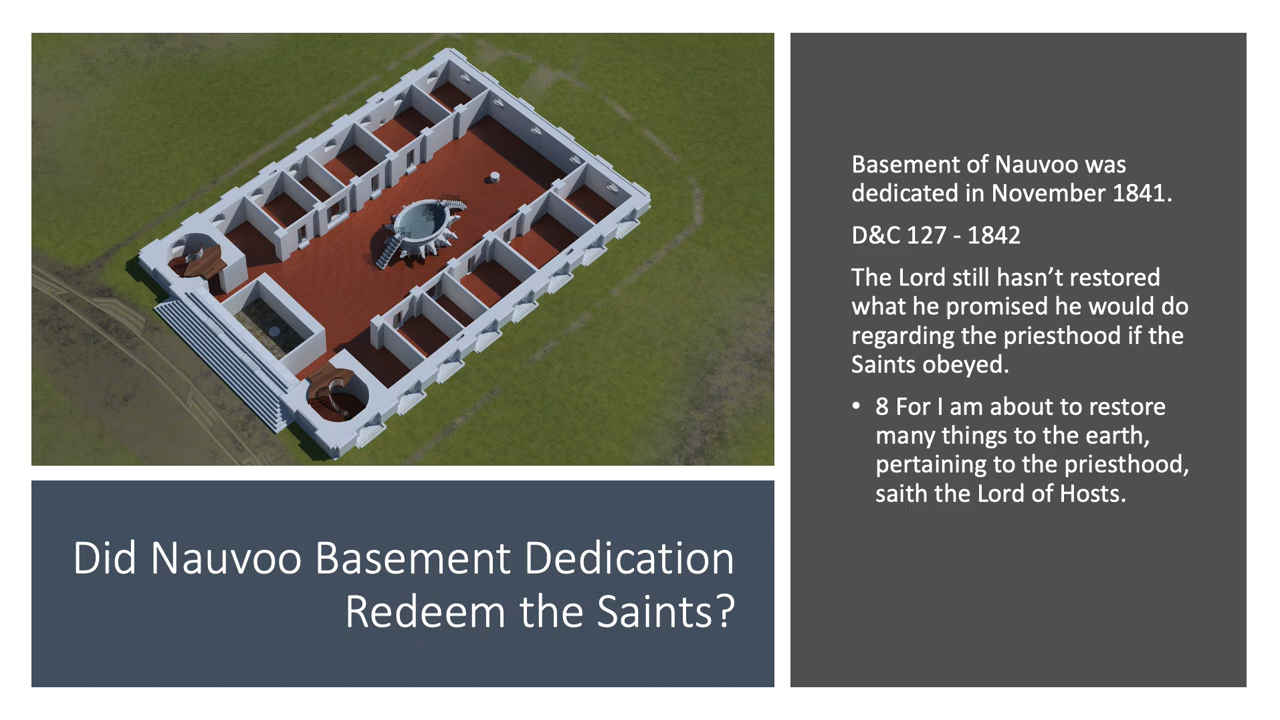 Did Nauvoo Basement Dedication
Redeem the Saints?
Basement of Nauvoo was
dedicated in November 1841.
D&C 127 - 1842
The Lord still hasn’t restored
what he promised he would do
regarding the priesthood if the
Saints obeyed.
• 8 For I am about to restore
many things to the earth,
pertaining to the priesthood,
saith the Lord of Hosts.